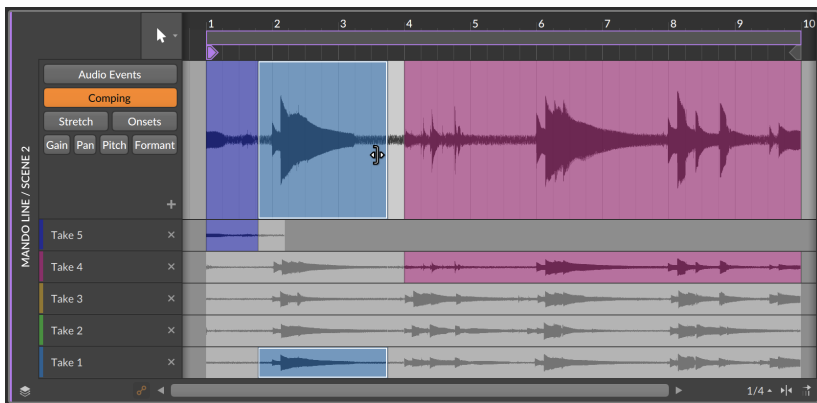 1 2 3 4 5 6 7 8 9 10
Audio Events
Comping
Stretch Onsets
Gain Pan Pitch Formant
+
MANDO LINE / SCENE 2
Take 5 ×
Take 4 ×
Take 3 ×
Take 2 ×
Take 1 ×
1/4